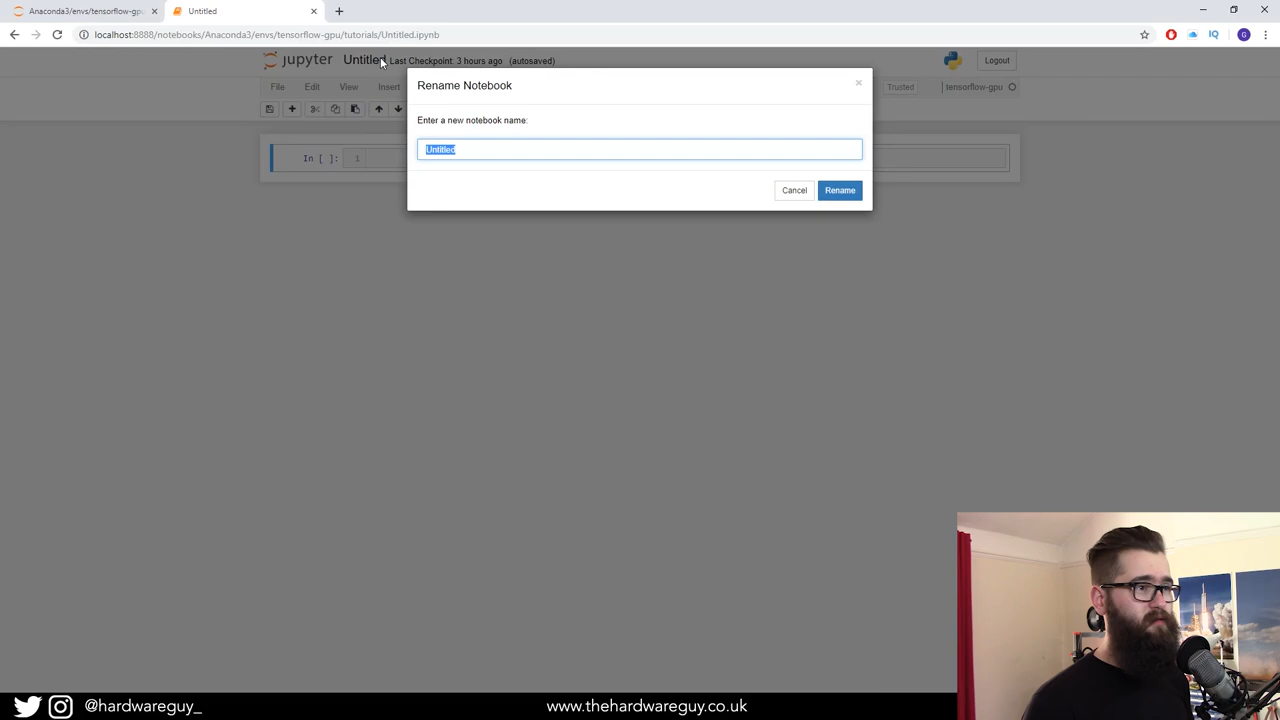 Anaconda3/envs/tensorflow-gpu
Untitled
localhost:8888/notebooks/Anaconda3/envs/tensorflow-gpu/tutorials/Untitled.ipynb
jupyter Untitled Last Checkpoint: 3 hours ago (autosaved)
Logout
File Edit View Insert
Trusted tensorflow-gpu
In [ ]: 1
Rename Notebook
Enter a new notebook name:
Untitled
Cancel Rename
@hardwareguy_ www.thehardwareguy.co.uk